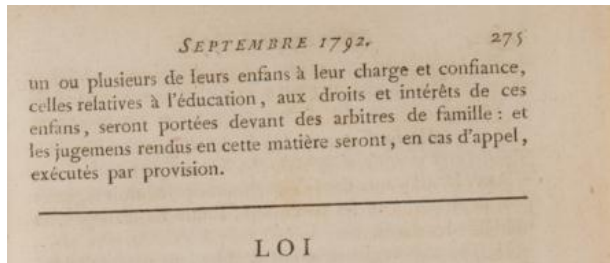 SEPTEMBRE 1792. 275
un ou plusieurs de leurs enfans à leur charge et confiance,
celles relatives à l'éducation, aux droits et intérêts de ces
enfans, seront portées devant des arbitres de famille : et
les jugemens rendus en cette matière seront, en cas d'appel,
exécutés par provision.
LOI